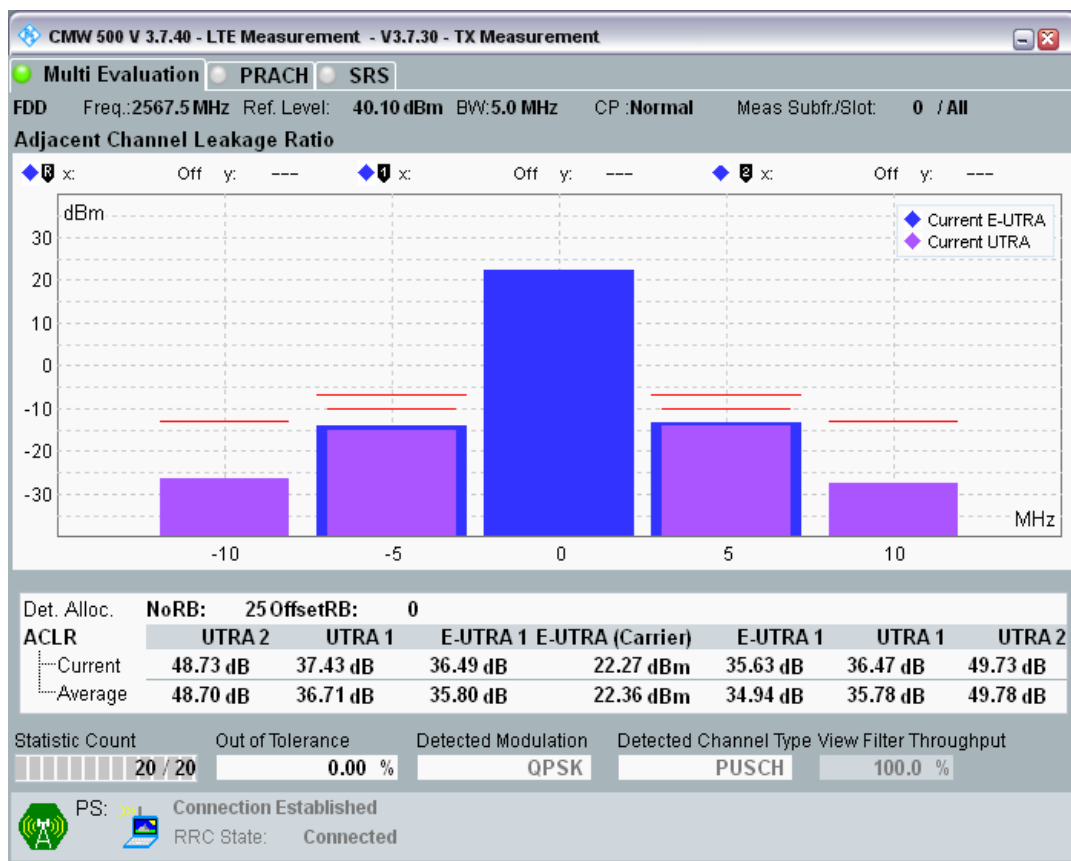 CMW 500 V 3.7.40 - LTE Measurement - V3.7.30 - TX Measurement
Multi Evaluation PRACH SRS
FDD Freq.:2567.5 MHz Ref. Level: 40.10 dBm BW:5.0 MHz CP :Normal Meas Subfr./Slot: 0 / All
Adjacent Channel Leakage Ratio
R x: Off y: --- 1 x: Off y: --- 2 x: Off y: ---
dBm
Current E-UTRA
Current UTRA
30
20
10
0
-10
-20
-30
MHz
-10 -5 0 5 10
Det. Alloc. NoRB: 25 OffsetRB: 0
ACLR UTRA 2 UTRA 1 E-UTRA 1 E-UTRA (Carrier) E-UTRA 1 UTRA 1 UTRA 2
Current 48.73 dB 37.43 dB 36.49 dB 22.27 dBm 35.63 dB 36.47 dB 49.73 dB
Average 48.70 dB 36.71 dB 35.80 dB 22.36 dBm 34.94 dB 35.78 dB 49.78 dB
Statistic Count Out of Tolerance Detected Modulation Detected Channel Type View Filter Throughput
20 / 20 0.00 % QPSK PUSCH 100.0 %
PS: Connection Established
RRC State: Connected